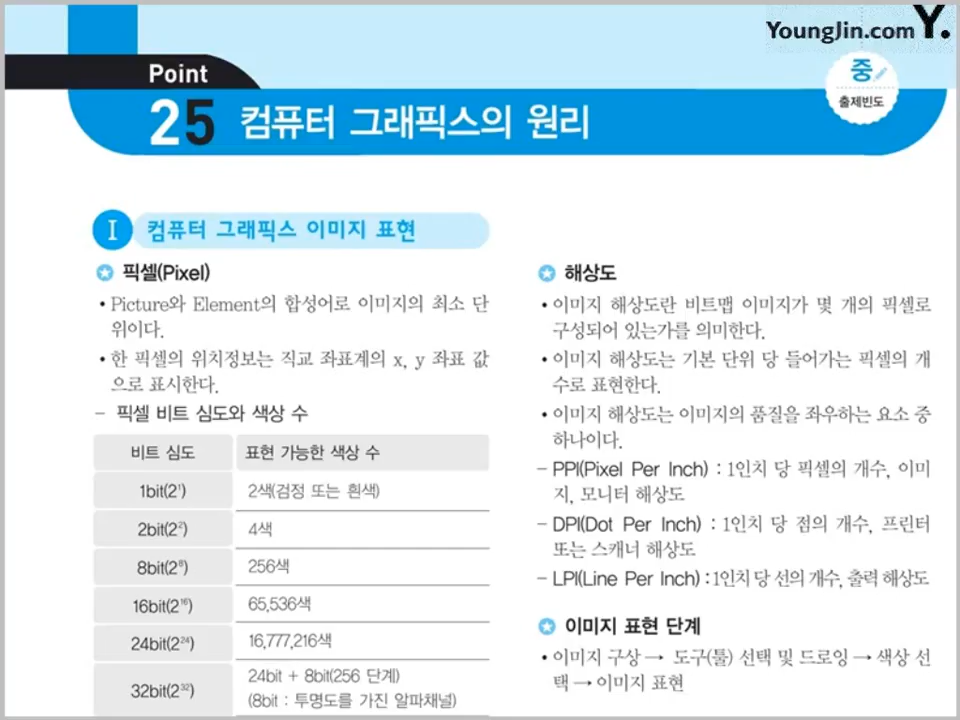 YoungJin.com Y.
Point
25 컴퓨터 그래픽스의 원리
중
출제빈도
I 컴퓨터 그래픽스 이미지 표현
픽셀(Pixel)
• Picture와 Element의 합성어로 이미지의 최소 단
위이다.
• 한 픽셀의 위치정보는 직교 좌표계의 x, y 좌표 값
으로 표시한다.
– 픽셀 비트 심도와 색상 수
비트 심도 표현 가능한 색상 수
1bit(2¹) 2색(검정 또는 흰색)
2bit(2²) 4색
8bit(2⁸) 256색
16bit(2¹⁶) 65,536색
24bit(2²⁴) 16,777,216색
32bit(2³²) 24bit + 8bit(256 단계)
(8bit : 투명도를 가진 알파채널)
해상도
• 이미지 해상도란 비트맵 이미지가 몇 개의 픽셀로
구성되어 있는가를 의미한다.
• 이미지 해상도는 기본 단위 당 들어가는 픽셀의 개
수로 표현한다.
• 이미지 해상도는 이미지의 품질을 좌우하는 요소 중
하나이다.
– PPI(Pixel Per Inch) : 1인치 당 픽셀의 개수, 이미
지, 모니터 해상도
– DPI(Dot Per Inch) : 1인치 당 점의 개수, 프린터
또는 스캐너 해상도
– LPI(Line Per Inch) : 1인치 당 선의 개수, 출력 해상도
이미지 표현 단계
• 이미지 구상 → 도구(툴) 선택 및 드로잉 → 색상 선
택 → 이미지 표현